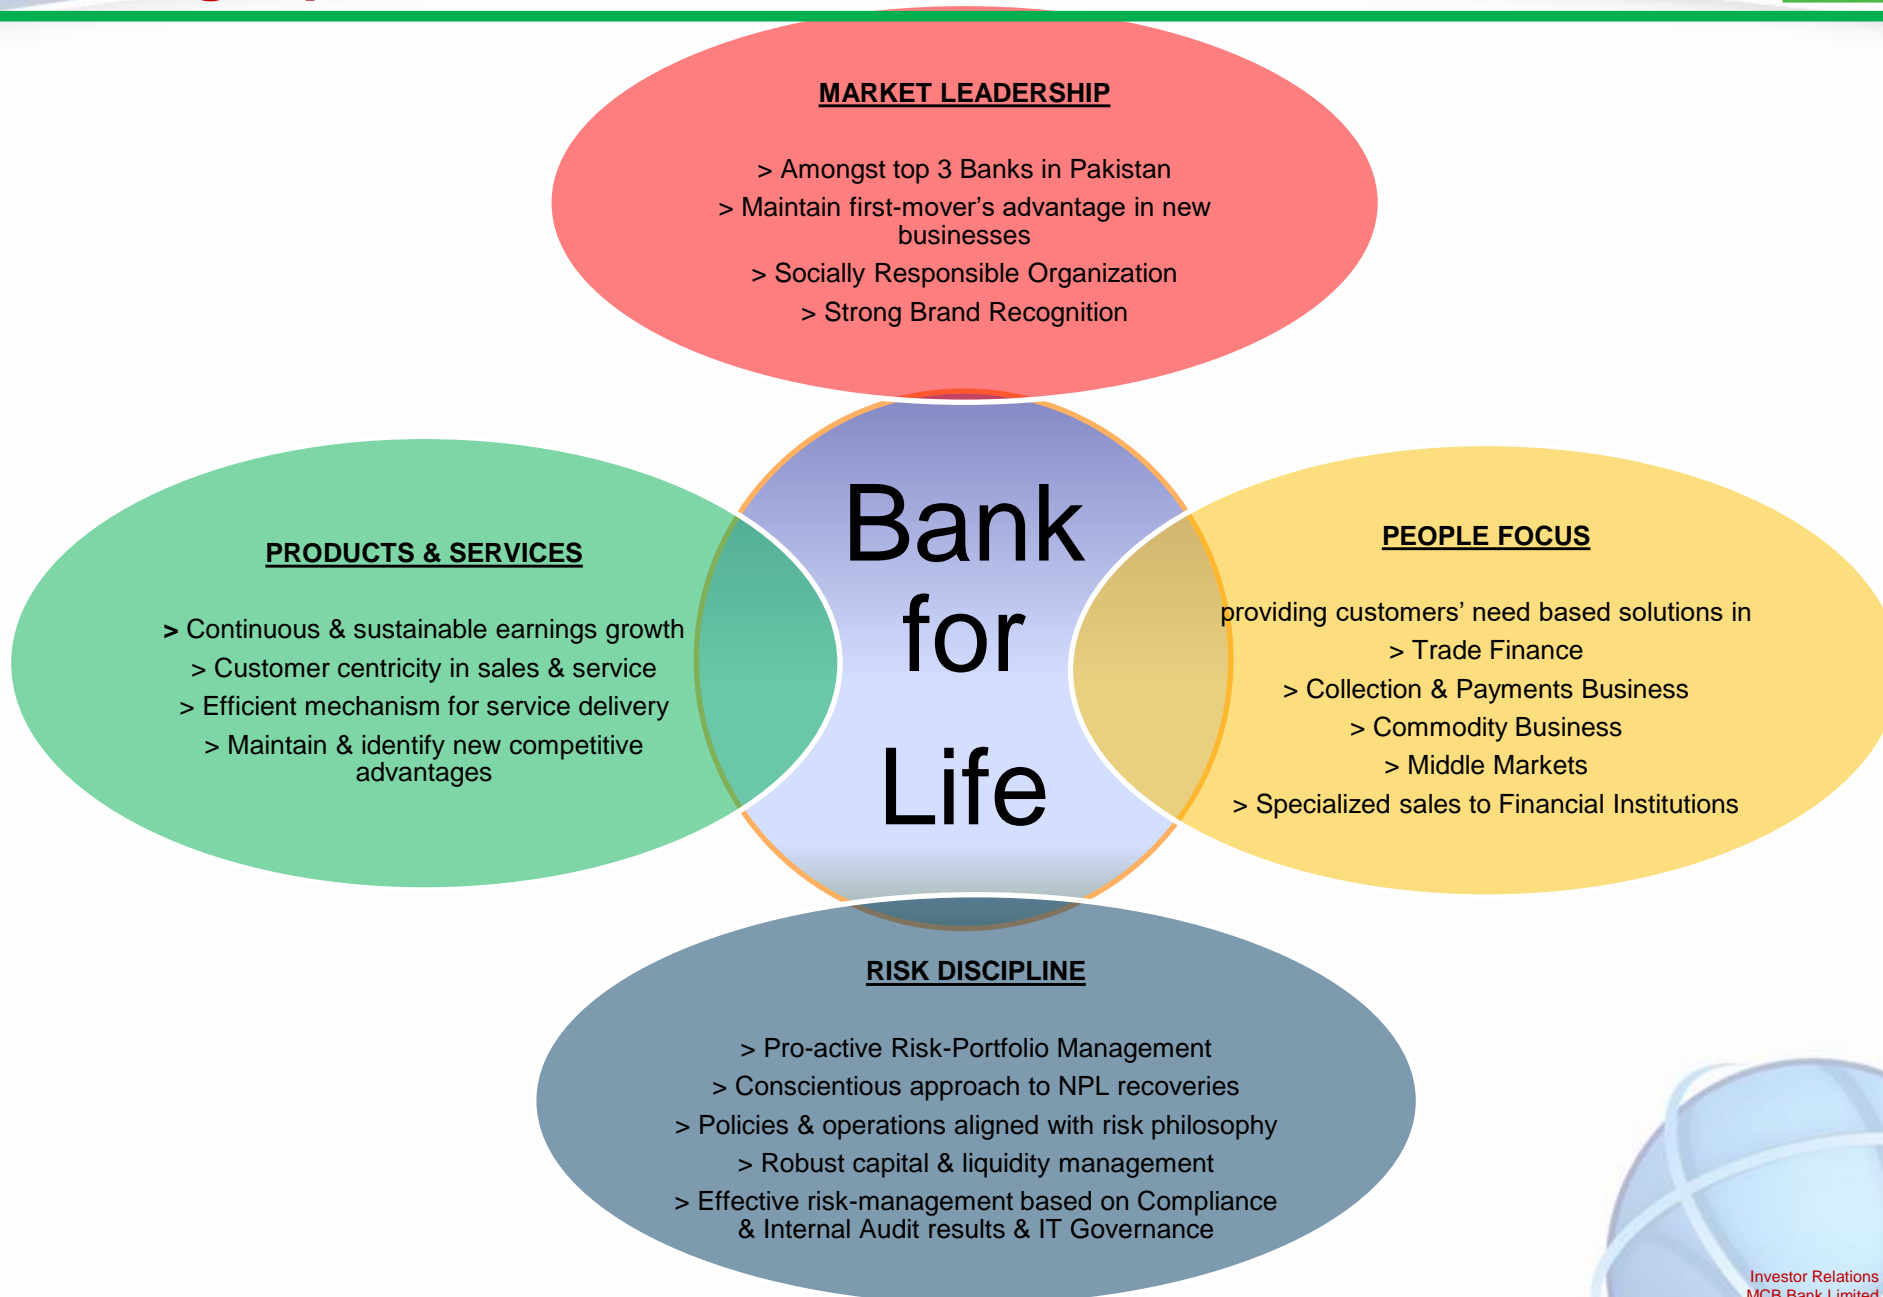 MARKET LEADERSHIP
> Amongst top 3 Banks in Pakistan
> Maintain first-mover’s advantage in new
businesses
> Socially Responsible Organization
> Strong Brand Recognition
PRODUCTS & SERVICES
> Continuous & sustainable earnings growth
> Customer centricity in sales & service
> Efficient mechanism for service delivery
> Maintain & identify new competitive
advantages
Bank
for
Life
PEOPLE FOCUS
providing customers’ need based solutions in
> Trade Finance
> Collection & Payments Business
> Commodity Business
> Middle Markets
> Specialized sales to Financial Institutions
RISK DISCIPLINE
> Pro-active Risk-Portfolio Management
> Conscientious approach to NPL recoveries
> Policies & operations aligned with risk philosophy
> Robust capital & liquidity management
> Effective risk-management based on Compliance
& Internal Audit results & IT Governance
Investor Relations
MCB Bank Limited